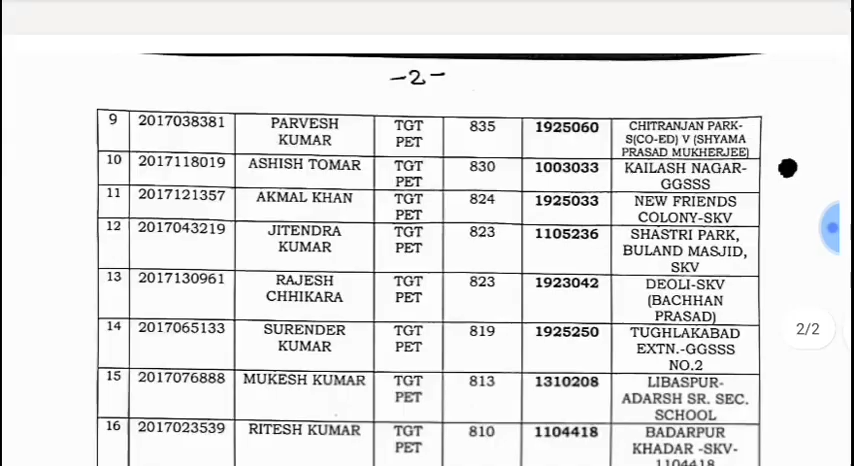 -2-
9 2017038381 PARVESH KUMAR TGT PET 835 1925060 CHITRANJAN PARK-S(CO-ED) V (SHYAMA PRASAD MUKHERJEE)
10 2017118019 ASHISH TOMAR TGT PET 830 1003033 KAILASH NAGAR-GGSSS
11 2017121357 AKMAL KHAN TGT PET 824 1925033 NEW FRIENDS COLONY-SKV
12 2017043219 JITENDRA KUMAR TGT PET 823 1105236 SHASTRI PARK, BULAND MASJID, SKV
13 2017130961 RAJESH CHHIKARA TGT PET 823 1923042 DEOLI-SKV (BACHHAN PRASAD)
14 2017065133 SURENDER KUMAR TGT PET 819 1925250 TUGHLAKABAD EXTN.-GGSSS NO.2
15 2017076888 MUKESH KUMAR TGT PET 813 1310208 LIBASPUR-ADARSH SR. SEC. SCHOOL
16 2017023539 RITESH KUMAR TGT PET 810 1104418 BADARPUR KHADAR -SKV-1104418
2/2